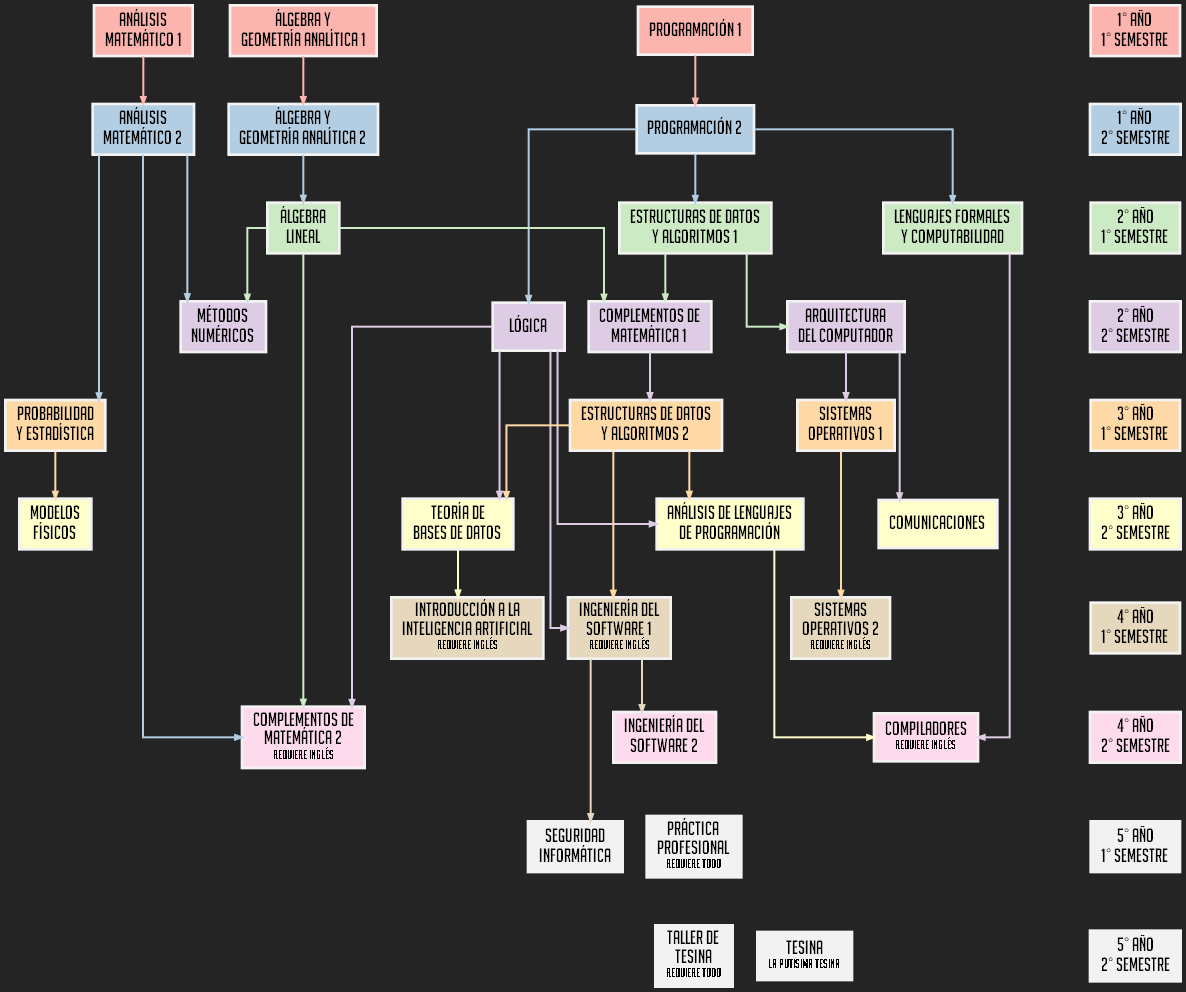 ANÁLISIS
MATEMÁTICO 1
ÁLGEBRA Y
GEOMETRÍA ANALÍTICA 1
PROGRAMACIÓN 1
1° AÑO
1° SEMESTRE
ANÁLISIS
MATEMÁTICO 2
ÁLGEBRA Y
GEOMETRÍA ANALÍTICA 2
PROGRAMACIÓN 2
1° AÑO
2° SEMESTRE
ÁLGEBRA
LINEAL
ESTRUCTURAS DE DATOS
Y ALGORITMOS 1
LENGUAJES FORMALES
Y COMPUTABILIDAD
2° AÑO
1° SEMESTRE
MÉTODOS
NUMÉRICOS
LÓGICA
COMPLEMENTOS DE
MATEMÁTICA 1
ARQUITECTURA
DEL COMPUTADOR
2° AÑO
2° SEMESTRE
PROBABILIDAD
Y ESTADÍSTICA
ESTRUCTURAS DE DATOS
Y ALGORITMOS 2
SISTEMAS
OPERATIVOS 1
3° AÑO
1° SEMESTRE
MODELOS
FÍSICOS
TEORÍA DE
BASES DE DATOS
ANÁLISIS DE LENGUAJES
DE PROGRAMACIÓN
COMUNICACIONES
3° AÑO
2° SEMESTRE
INTRODUCCIÓN A LA
INTELIGENCIA ARTIFICIAL
REQUIERE INGLÉS
INGENIERÍA DEL
SOFTWARE 1
REQUIERE INGLÉS
SISTEMAS
OPERATIVOS 2
REQUIERE INGLÉS
4° AÑO
1° SEMESTRE
COMPLEMENTOS DE
MATEMÁTICA 2
REQUIERE INGLÉS
INGENIERÍA DEL
SOFTWARE 2
COMPILADORES
REQUIERE INGLÉS
4° AÑO
2° SEMESTRE
SEGURIDAD
INFORMÁTICA
PRÁCTICA
PROFESIONAL
REQUIERE TODO
5° AÑO
1° SEMESTRE
TALLER DE
TESINA
REQUIERE TODO
TESINA
LA PUTISIMA TESINA
5° AÑO
2° SEMESTRE